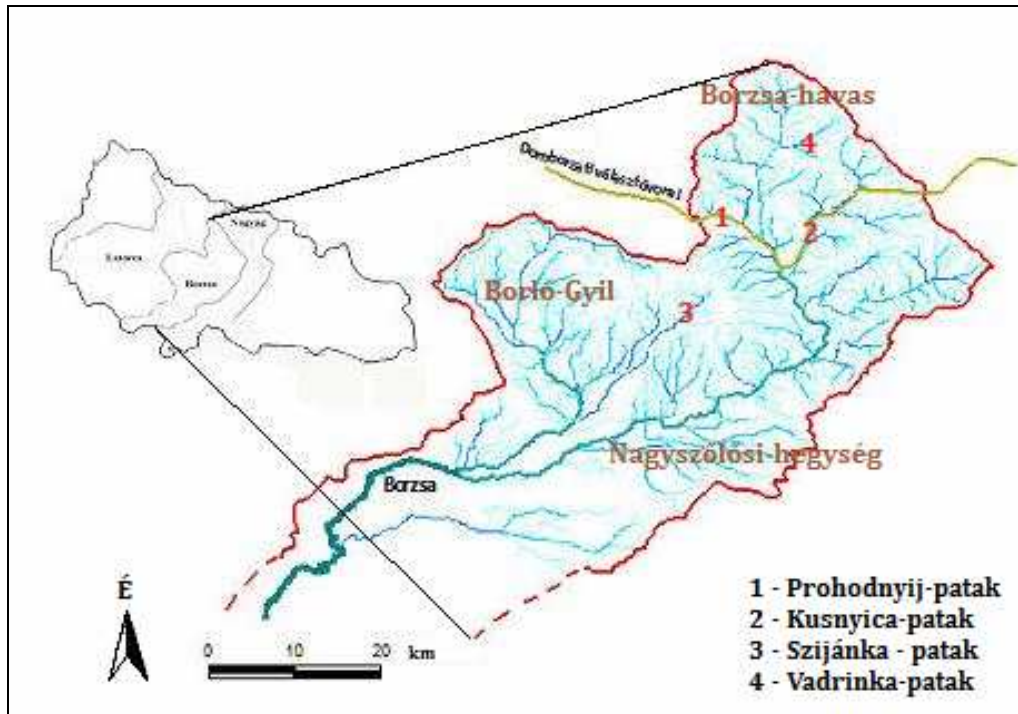 Borzsa-havas
4
1
2
Borló-Gyil
3
Nagyszőlősi-hegység
Borzsa
Nagyág
Borzsa
É
0 10 20 km
1 - Prohodnyij-patak
2 - Kusnyica-patak
3 - Szijánka - patak
4 - Vadrinka-patak